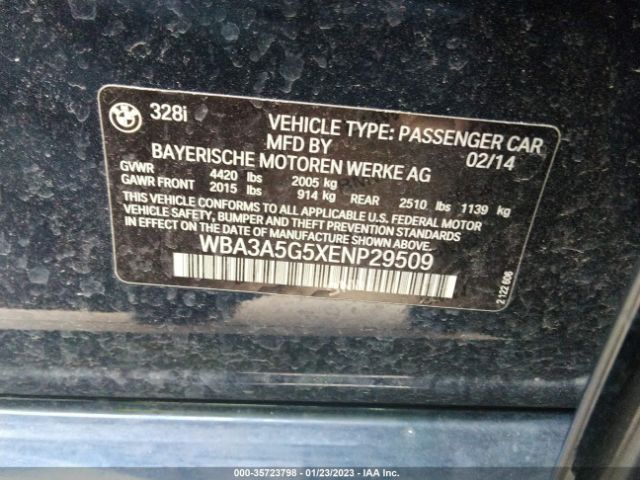 328i
VEHICLE TYPE: PASSENGER CAR
MFD BY 02/14
BAYERISCHE MOTOREN WERKE AG
GVWR 4420 lbs 2005 kg
GAWR FRONT 2015 lbs 914 kg REAR 2510 lbs 1139 kg
THIS VEHICLE CONFORMS TO ALL APPLICABLE U.S. FEDERAL MOTOR
VEHICLE SAFETY, BUMPER AND THEFT PREVENTION STANDARDS
IN EFFECT ON THE DATE OF MANUFACTURE SHOWN ABOVE.
WBA3A5G5XENP29509
2 122 606
000-35723798 - 01/23/2023 - IAA Inc.